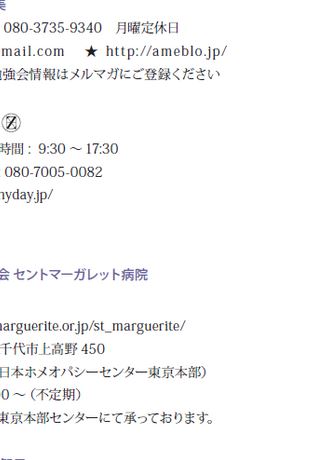 080-3735-9340 月曜定休日
mail.com ★ http://ameblo.jp/
勉強会情報はメルマガにご登録ください
Ⓩ
時間 : 9:30 〜 17:30
080-7005-0082
nyday.jp/
会 セントマーガレット病院
marguerite.or.jp/st_marguerite/
千代市上高野 450
日本ホメオパシーセンター東京本部）
0 〜（不定期）
東京本部センターにて承っております。